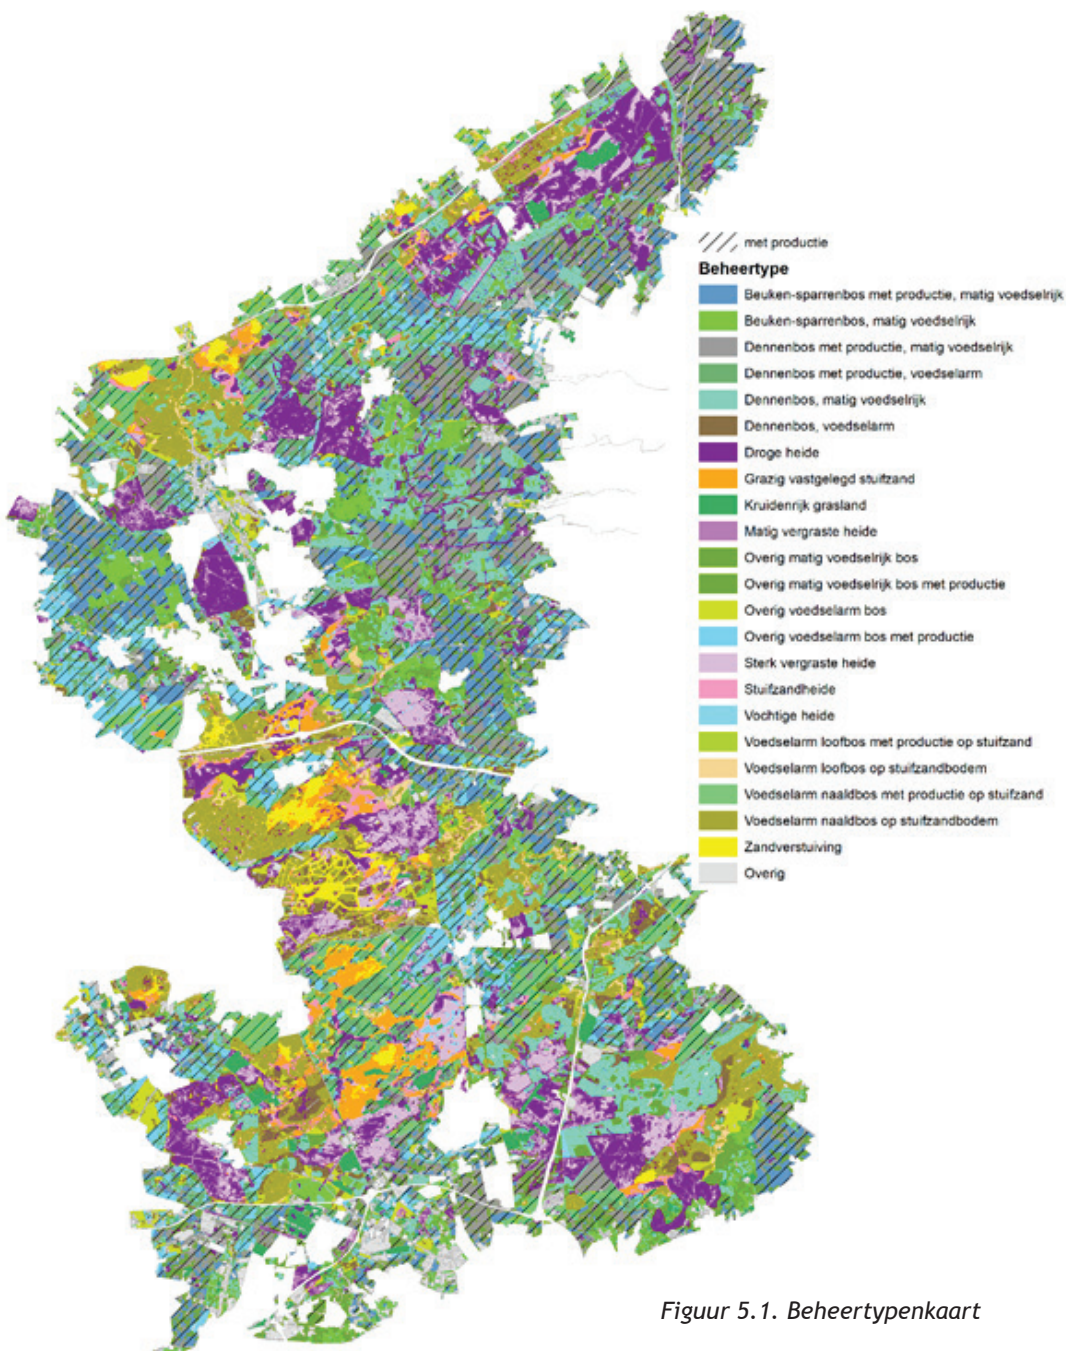 met productie
Beheertype
Beuken-sparrenbos met productie, matig voedselrijk
Beuken-sparrenbos, matig voedselrijk
Dennenbos met productie, matig voedselrijk
Dennenbos met productie, voedselarm
Dennenbos, matig voedselrijk
Dennenbos, voedselarm
Droge heide
Grazig vastgelegd stuifzand
Kruidenrijk grasland
Matig vergraste heide
Overig matig voedselrijk bos
Overig matig voedselrijk bos met productie
Overig voedselarm bos
Overig voedselarm bos met productie
Sterk vergraste heide
Stuifzandheide
Vochtige heide
Voedselarm loofbos met productie op stuifzand
Voedselarm loofbos op stuifzandbodem
Voedselarm naaldbos met productie op stuifzand
Voedselarm naaldbos op stuifzandbodem
Zandverstuiving
Overig
Figuur 5.1. Beheertypenkaart